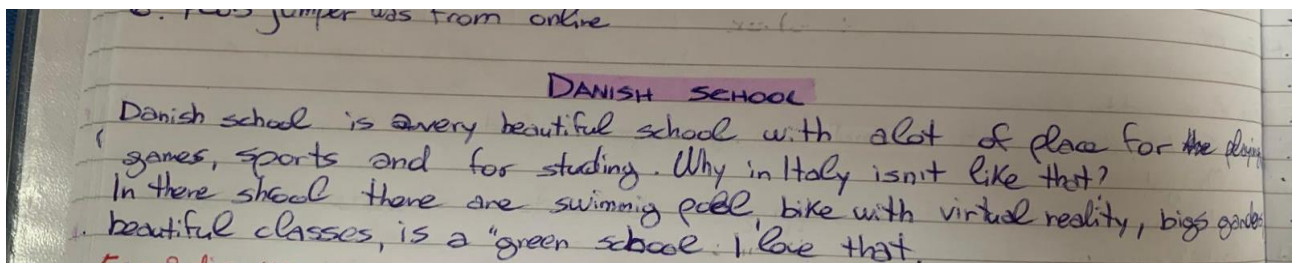 jumper was from online
DANISH SCHOOL
Danish school is a very beautiful school with alot of place for the playing
games, sports and for studing. Why in Italy isn't like that?
In there shcool there are swimmig pool, bike with virtual reality, bigs garden
beautiful classes, is a "green school. I love that.